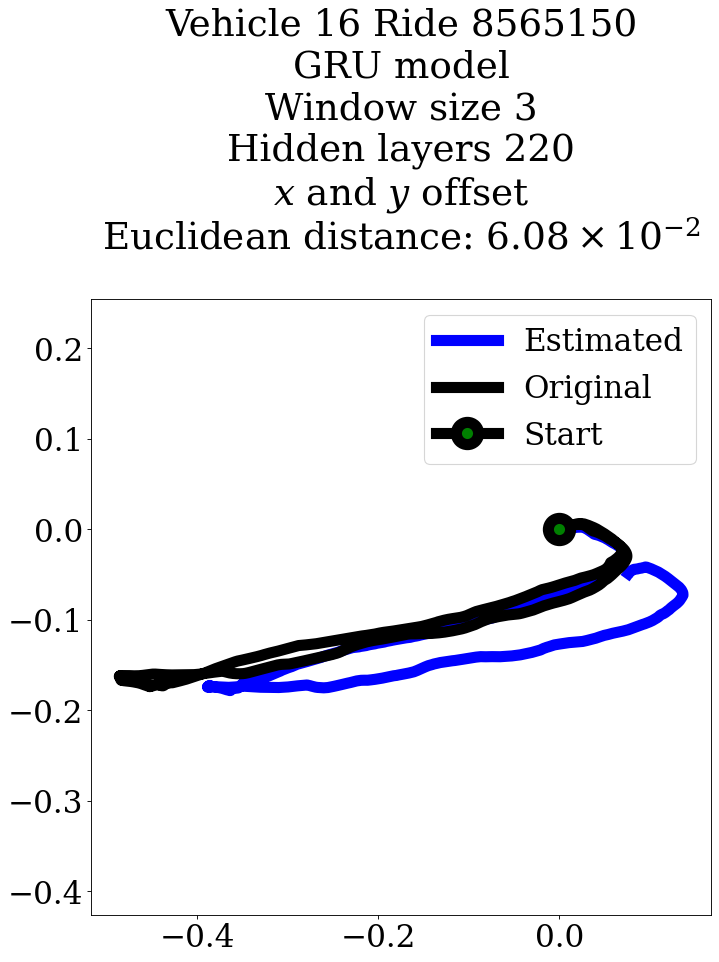 Vehicle 16 Ride 8565150
GRU model
Window size 3
Hidden layers 220
x and y offset
Euclidean distance: 6.08 × 10⁻²
Estimated
Original
Start
0.2
0.1
0.0
−0.1
−0.2
−0.3
−0.4
−0.4 −0.2 0.0